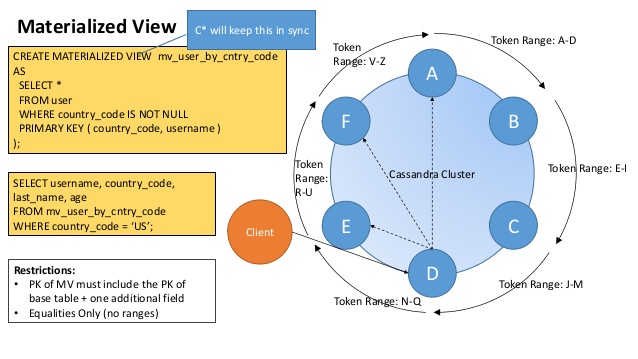 Materialized View
C* will keep this in sync
CREATE MATERIALIZED VIEW mv_user_by_cntry_code
AS
SELECT *
FROM user
WHERE country_code IS NOT NULL
PRIMARY KEY ( country_code, username )
);
SELECT username, country_code,
last_name, age
FROM mv_user_by_cntry_code
WHERE country_code = ‘US’;
Restrictions:
• PK of MV must include the PK of
base table + one additional field
• Equalities Only (no ranges)
Client
Token
Range: V-Z
Token Range: A-D
A
B
F
Cassandra Cluster
Token
Range:
R-U
Token Range: E-I
E
C
D
Token Range: J-M
Token Range: N-Q